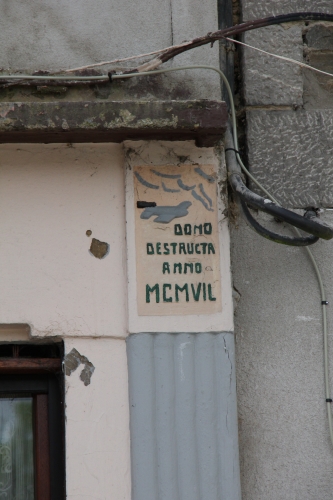 DOMO
DESTRUCTA
ANNO
MCMVIL